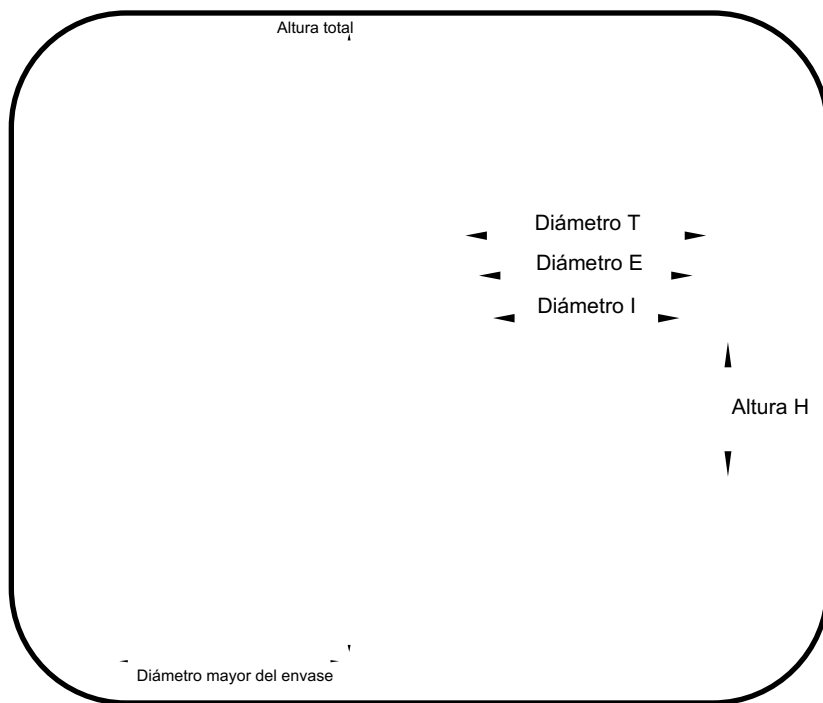 Altura total
Diámetro T
Diámetro E
Diámetro I
Altura H
Diámetro mayor del envase